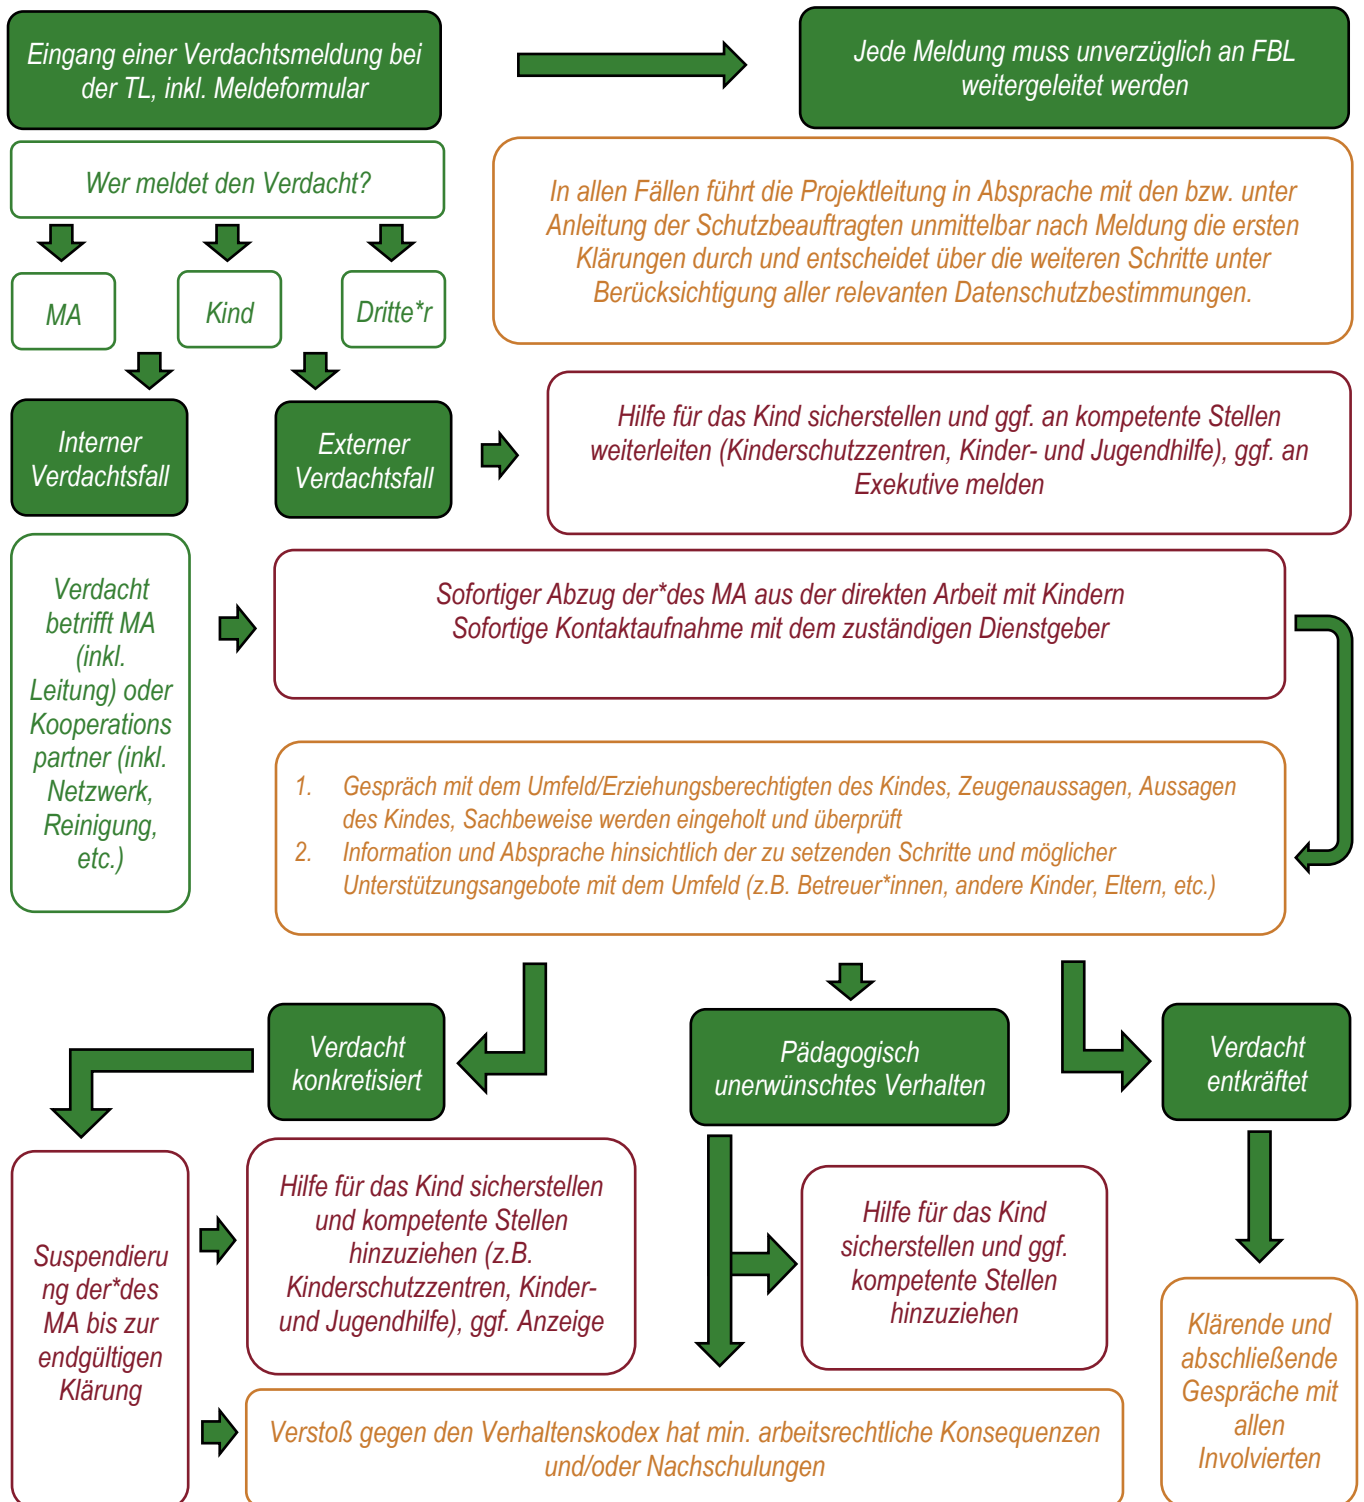 Eingang einer Verdachtsmeldung bei
der TL, inkl. Meldeformular
Jede Meldung muss unverzüglich an FBL
weitergeleitet werden
Wer meldet den Verdacht?
In allen Fällen führt die Projektleitung in Absprache mit den bzw. unter
Anleitung der Schutzbeauftragten unmittelbar nach Meldung die ersten
Klärungen durch und entscheidet über die weiteren Schritte unter
Berücksichtigung aller relevanten Datenschutzbestimmungen.
MA
Kind
Dritte*r
Interner
Verdachtsfall
Externer
Verdachtsfall
Hilfe für das Kind sicherstellen und ggf. an kompetente Stellen
weiterleiten (Kinderschutzzentren, Kinder- und Jugendhilfe), ggf. an
Exekutive melden
Verdacht
betrifft MA
(inkl.
Leitung) oder
Kooperations
partner (inkl.
Netzwerk,
Reinigung,
etc.)
Sofortiger Abzug der*des MA aus der direkten Arbeit mit Kindern
Sofortige Kontaktaufnahme mit dem zuständigen Dienstgeber
1. Gespräch mit dem Umfeld/Erziehungsberechtigten des Kindes, Zeugenaussagen, Aussagen
des Kindes, Sachbeweise werden eingeholt und überprüft
2. Information und Absprache hinsichtlich der zu setzenden Schritte und möglicher
Unterstützungsangebote mit dem Umfeld (z.B. Betreuer*innen, andere Kinder, Eltern, etc.)
Verdacht
konkretisiert
Pädagogisch
unerwünschtes Verhalten
Verdacht
entkräftet
Suspendieru
ng der*des
MA bis zur
endgültigen
Klärung
Hilfe für das Kind sicherstellen
und kompetente Stellen
hinzuziehen (z.B.
Kinderschutzzentren, Kinder-
und Jugendhilfe), ggf. Anzeige
Hilfe für das Kind
sicherstellen und ggf.
kompetente Stellen
hinzuziehen
Klärende und
abschließende
Gespräche mit
allen
Involvierten
Verstoß gegen den Verhaltenskodex hat min. arbeitsrechtliche Konsequenzen
und/oder Nachschulungen